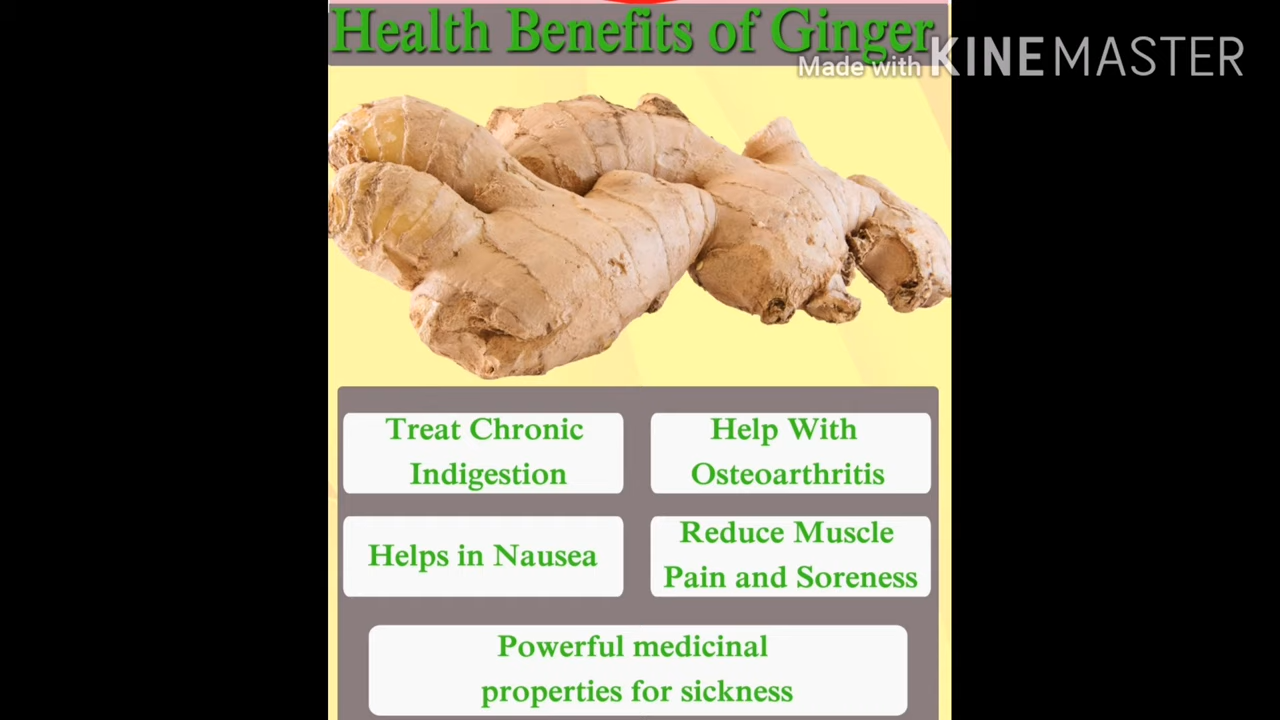 Health Benefits of Ginger
Made with KINEMASTER
Treat Chronic
Indigestion
Help With
Osteoarthritis
Helps in Nausea
Reduce Muscle
Pain and Soreness
Powerful medicinal
properties for sickness